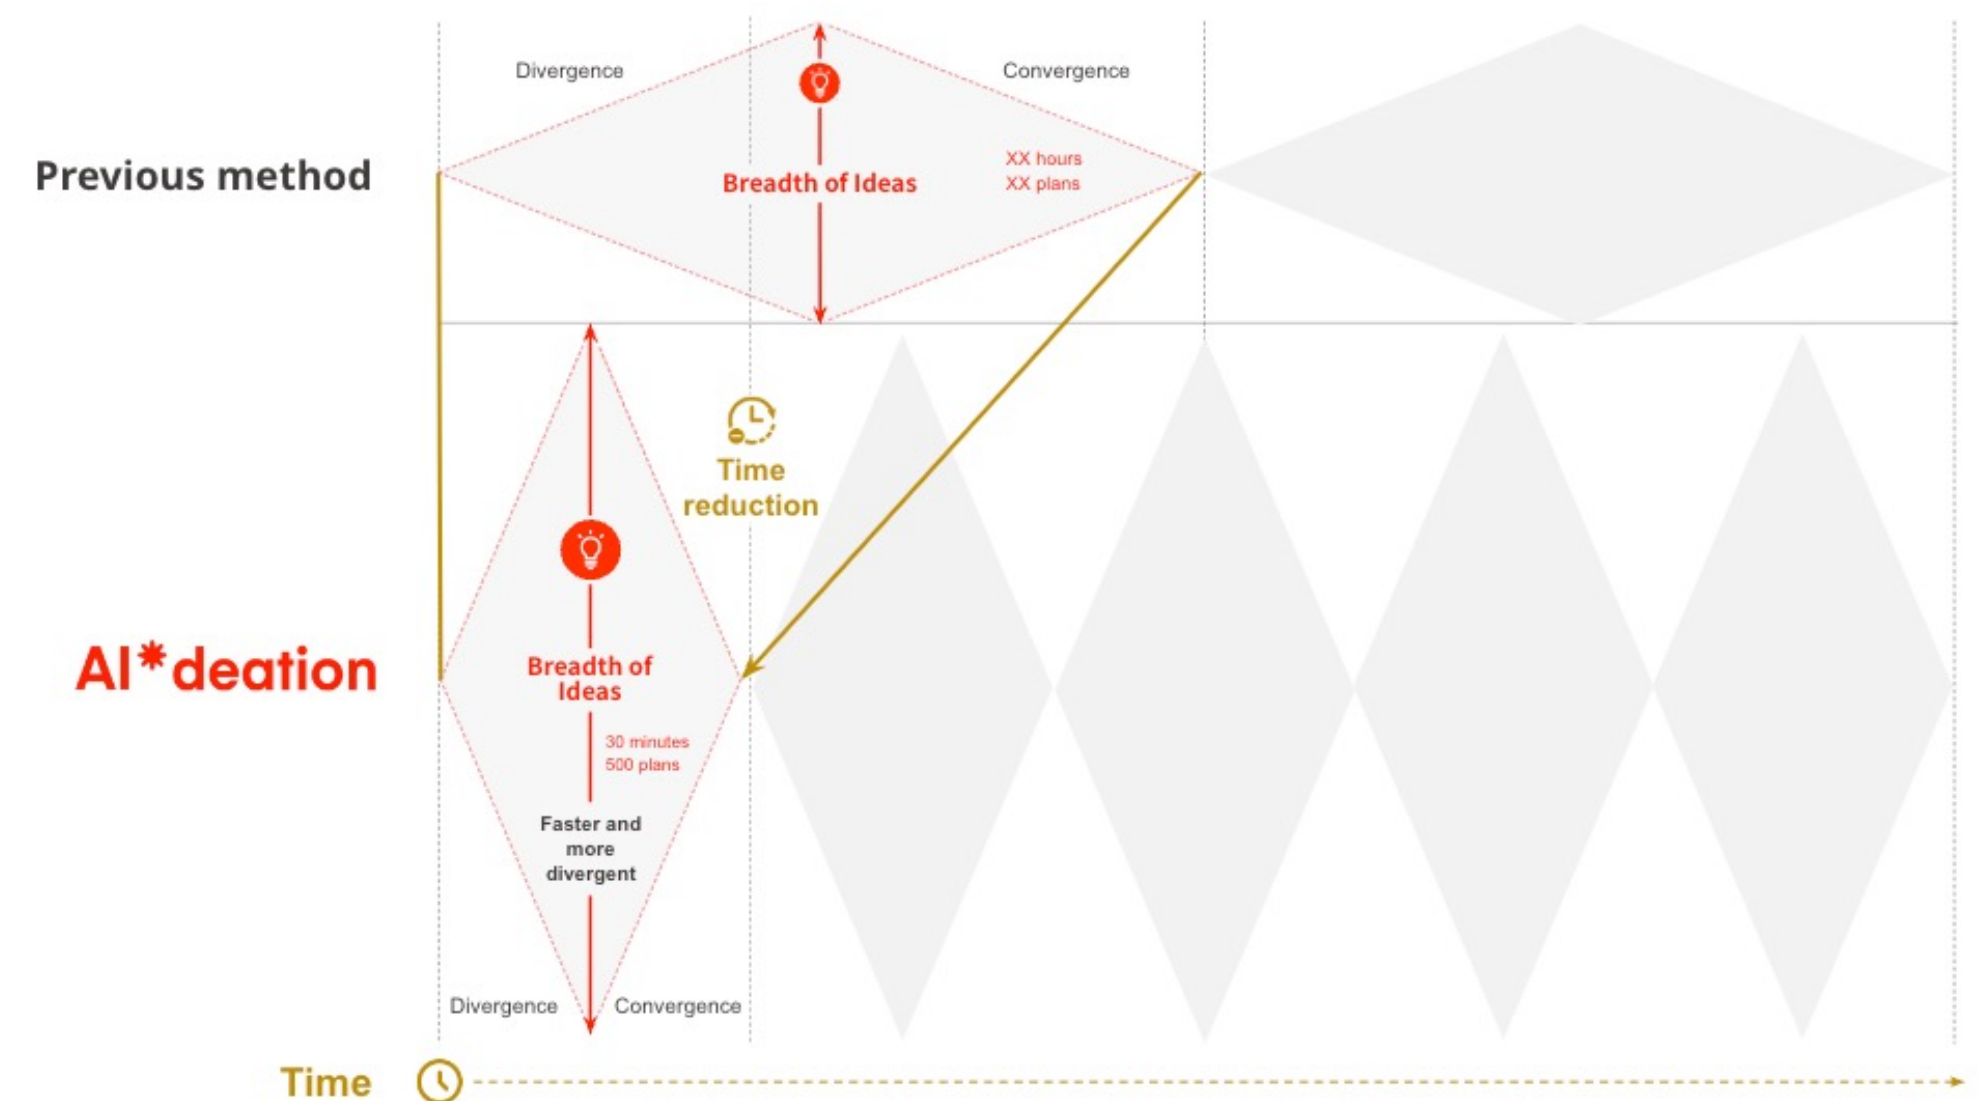 Divergence
Convergence
Previous method
XX hours
XX plans
Breadth of Ideas
Time
reduction
AI*deation
Breadth of
Ideas
30 minutes
500 plans
Faster and
more
divergent
Divergence
Convergence
Time